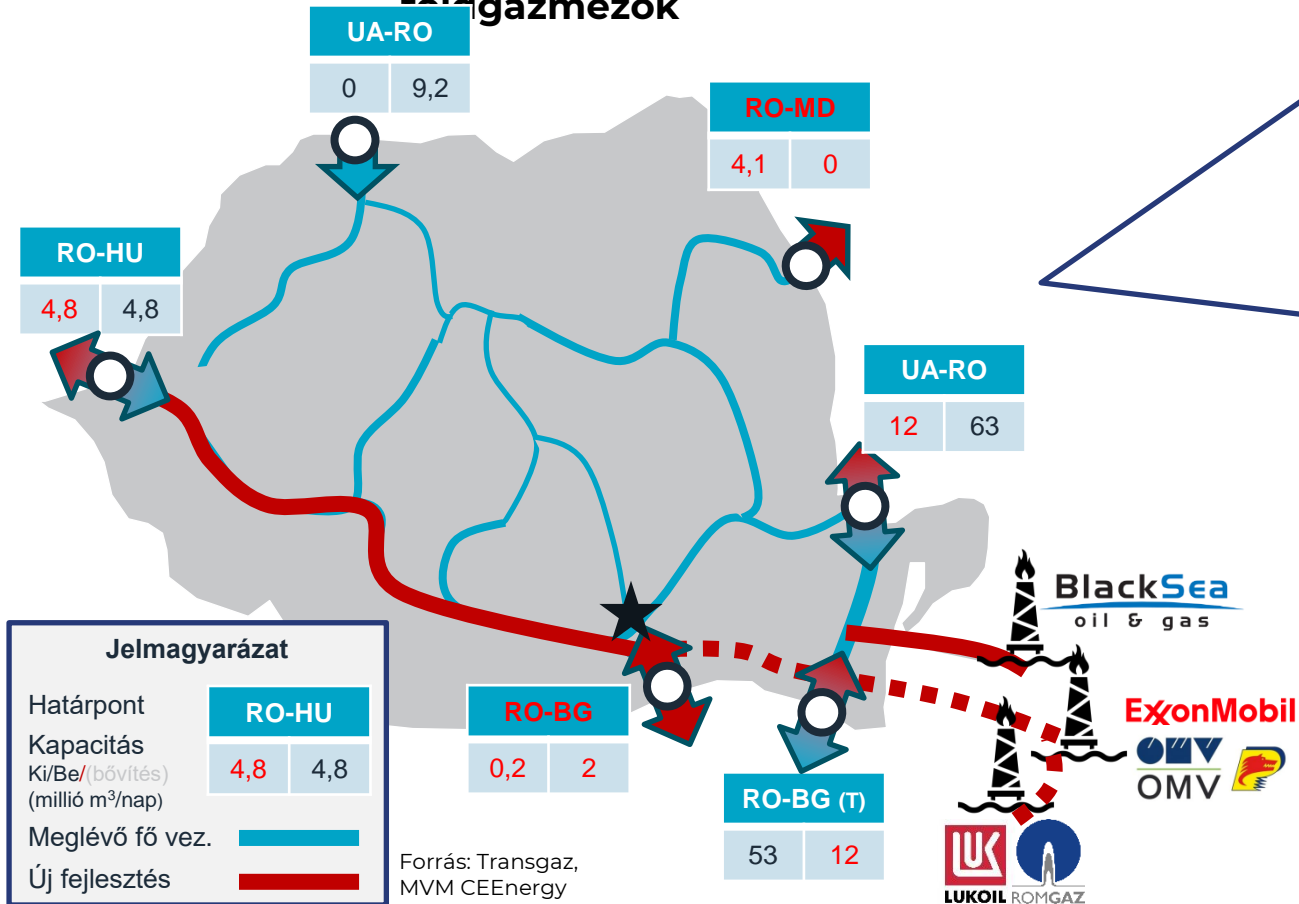 földgázmezők
UA-RO
0 9,2
RO-MD
4,1 0
RO-HU
4,8 4,8
UA-RO
12 63
BlackSea
oil & gas
ExxonMobil
OMV
OMV
RO-BG
0,2 2
RO-BG (T)
53 12
LUK
LUKOIL
ROMGAZ
Jelmagyarázat
Határpont
RO-HU
Kapacitás
Ki/Be/(bővítés)
(millió m³/nap)
4,8 4,8
Meglévő fő vez.
Új fejlesztés
Forrás: Transgaz,
MVM CEEnergy